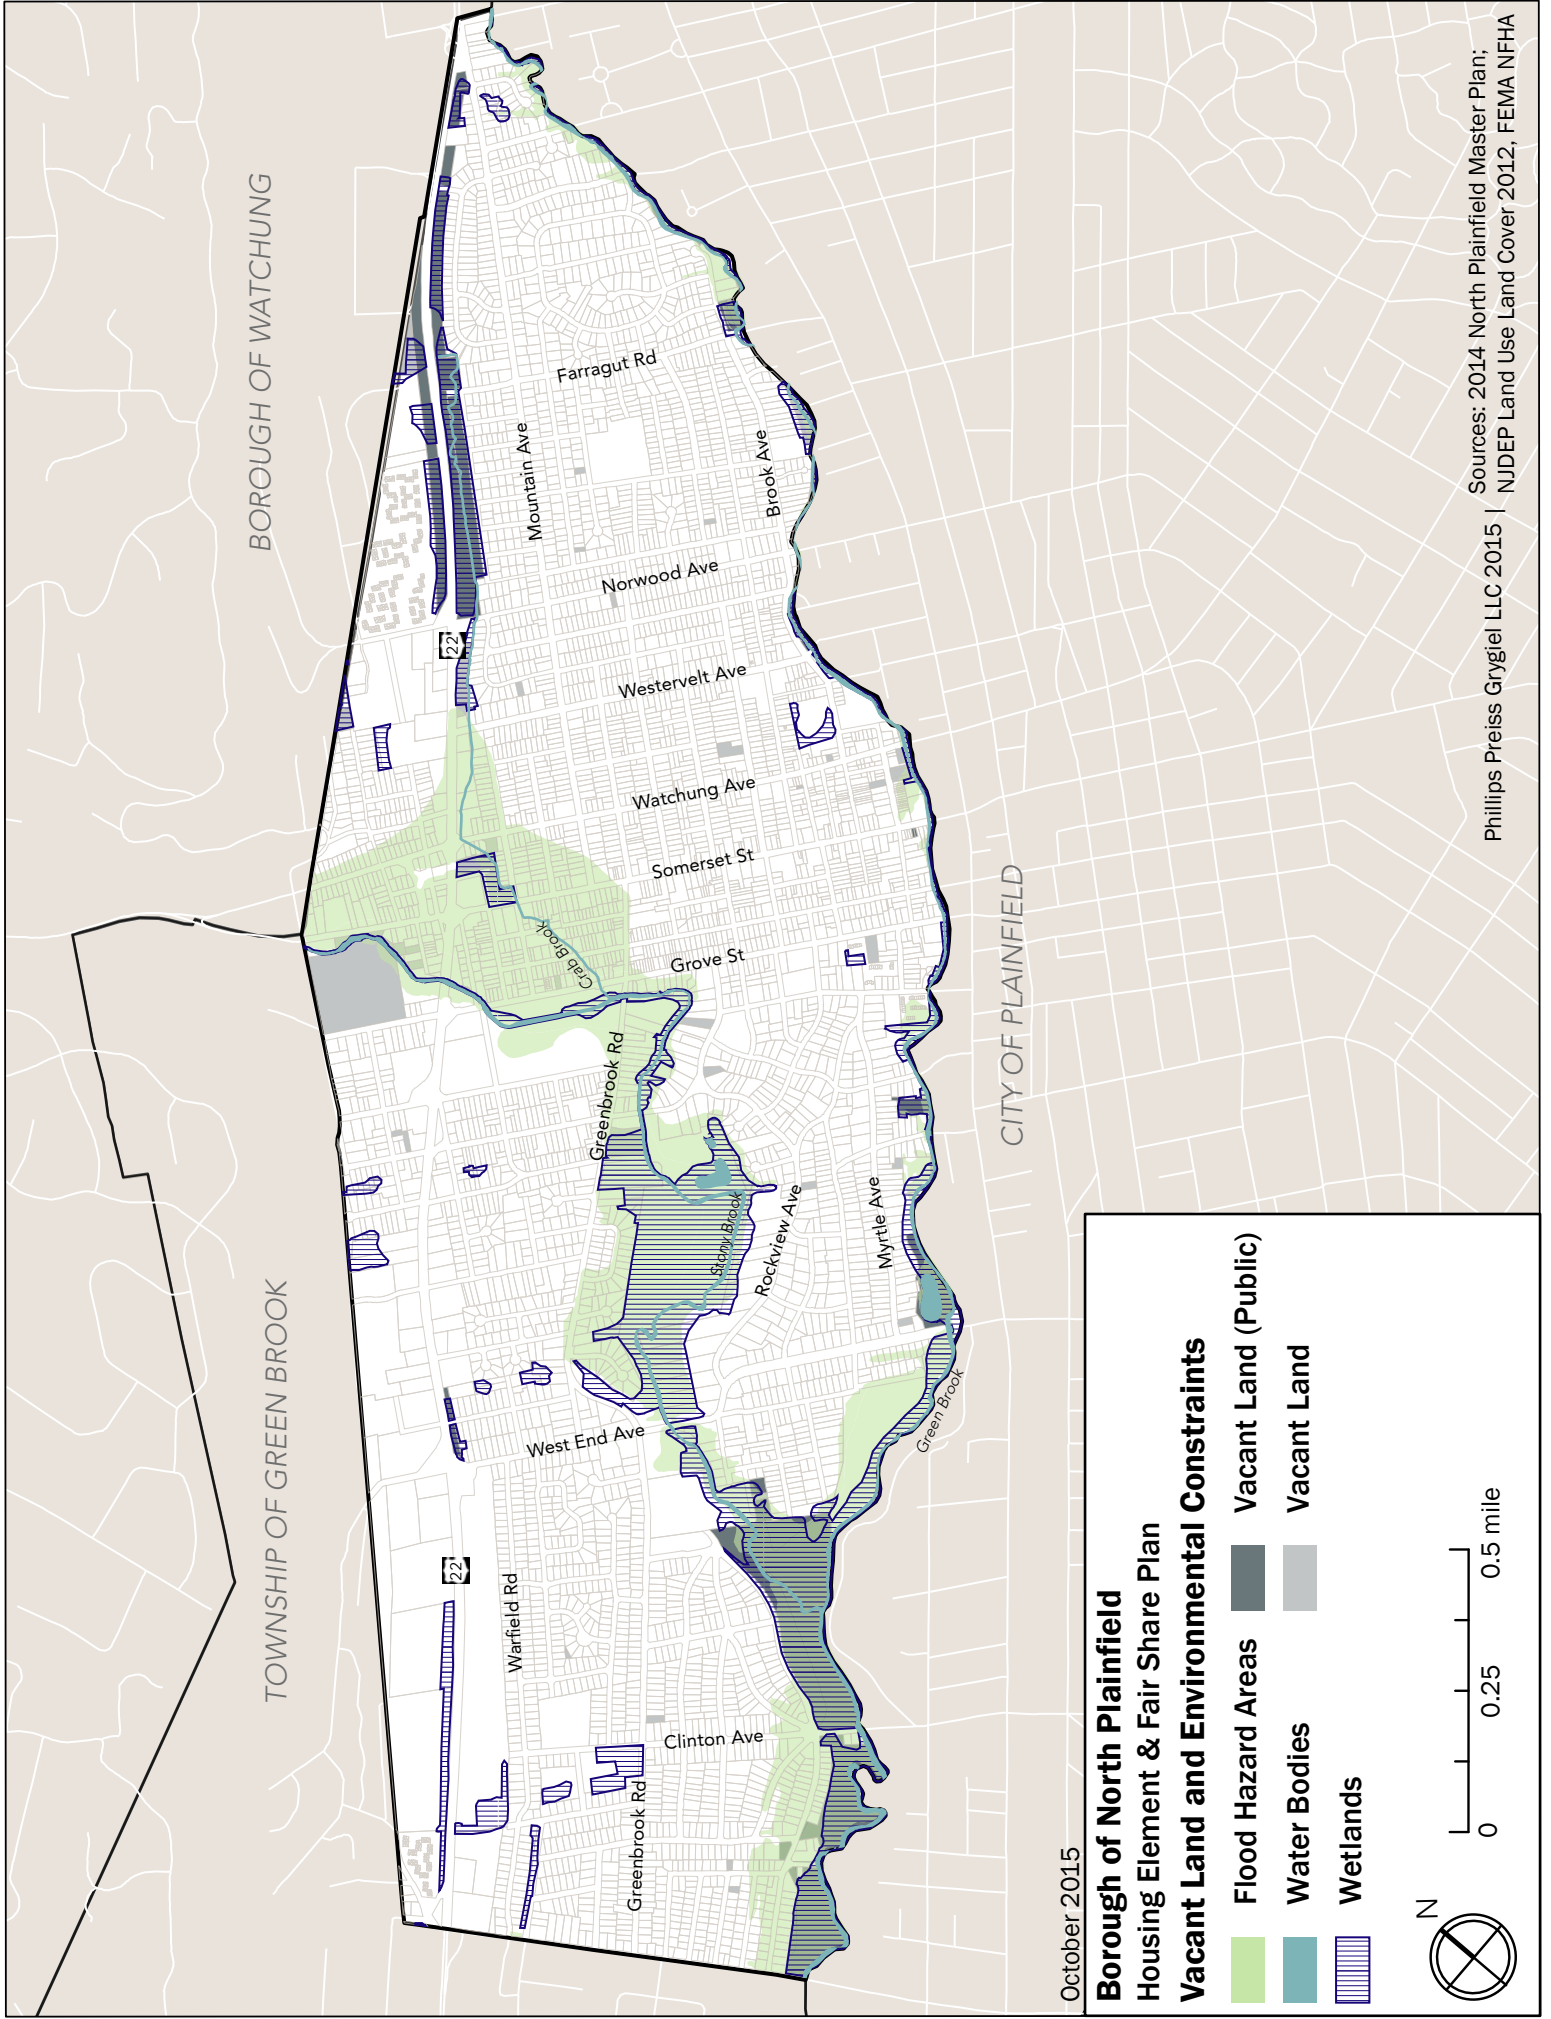 BOROUGH OF WATCHUNG
TOWNSHIP OF GREEN BROOK
CITY OF PLAINFIELD
22
22
Farragut Rd
Mountain Ave
Brook Ave
Norwood Ave
Westervelt Ave
Watchung Ave
Somerset St
Grove St
Crab Brook
Greenbrook Rd
Stony Brook
Rockview Ave
Myrtle Ave
Green Brook
West End Ave
Warfield Rd
Clinton Ave
Greenbrook Rd
October 2015
Borough of North Plainfield
Housing Element & Fair Share Plan
Vacant Land and Environmental Constraints
Flood Hazard Areas
Vacant Land (Public)
Water Bodies
Vacant Land
Wetlands
N
0
0.25
0.5 mile
Phillips Preiss Grygiel LLC 2015 | Sources: 2014 North Plainfield Master Plan;
NJDEP Land Use Land Cover 2012, FEMA NFHA